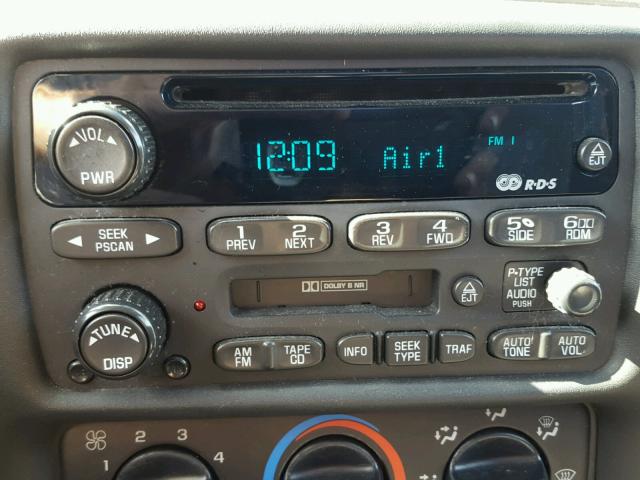 VOL
PWR
12:09
Air1
FM 1
EJT
R·D·S
SEEK
PSCAN
1
PREV
2
NEXT
3
REV
4
FWD
5
SIDE
6
RDM
DOLBY B NR
EJT
P-TYPE
LIST
AUDIO
PUSH
TUNE
DISP
AM
FM
TAPE
CD
INFO
SEEK
TYPE
TRAF
AUTO
TONE
AUTO
VOL
1 2 3 4